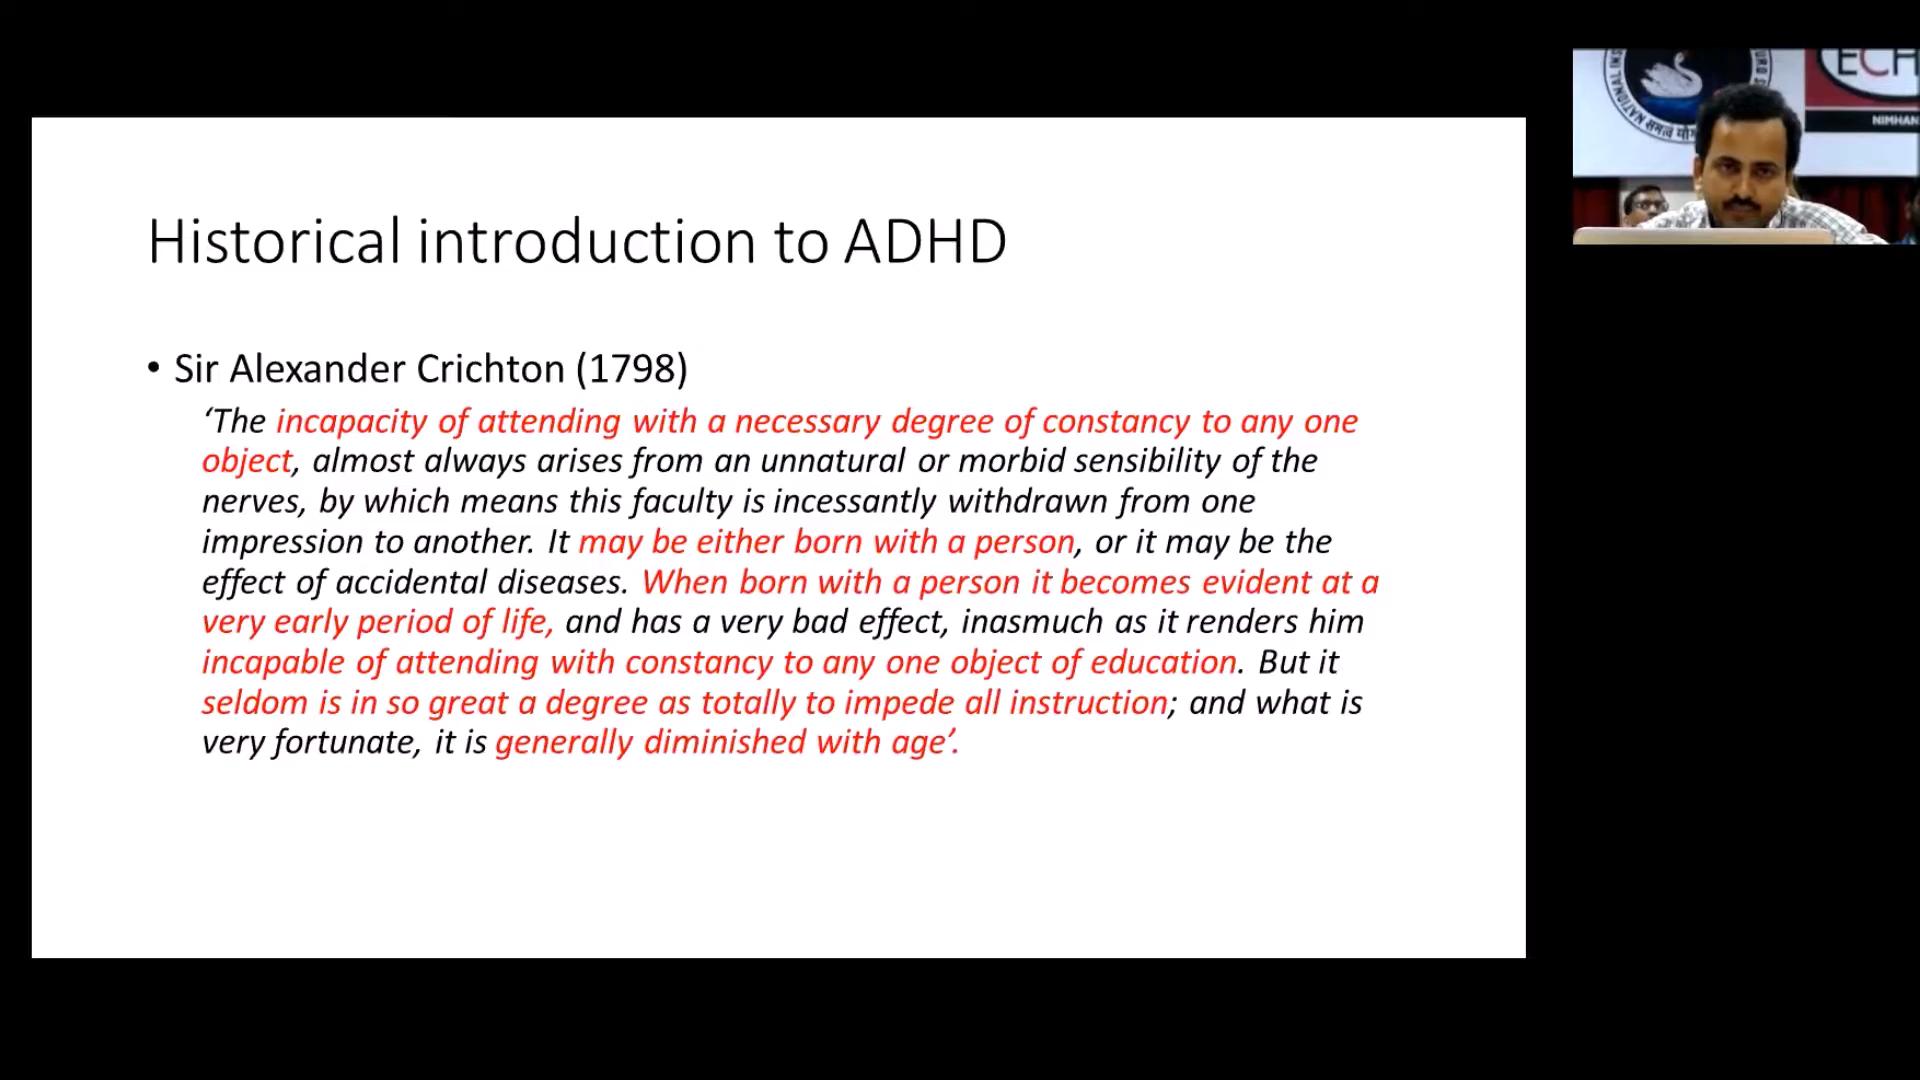 Historical introduction to ADHD
• Sir Alexander Crichton (1798)
‘The incapacity of attending with a necessary degree of constancy to any one
object, almost always arises from an unnatural or morbid sensibility of the
nerves, by which means this faculty is incessantly withdrawn from one
impression to another. It may be either born with a person, or it may be the
effect of accidental diseases. When born with a person it becomes evident at a
very early period of life, and has a very bad effect, inasmuch as it renders him
incapable of attending with constancy to any one object of education. But it
seldom is in so great a degree as totally to impede all instruction; and what is
very fortunate, it is generally diminished with age’.
ECH
NIMHAN
NATIONAL INS